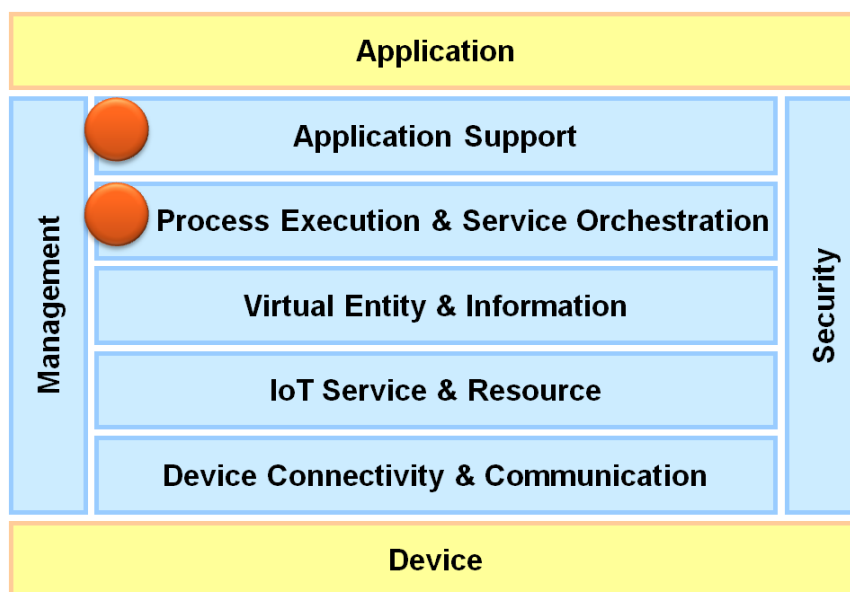 Application
Application Support
Process Execution & Service Orchestration
Virtual Entity & Information
IoT Service & Resource
Device Connectivity & Communication
Management
Security
Device